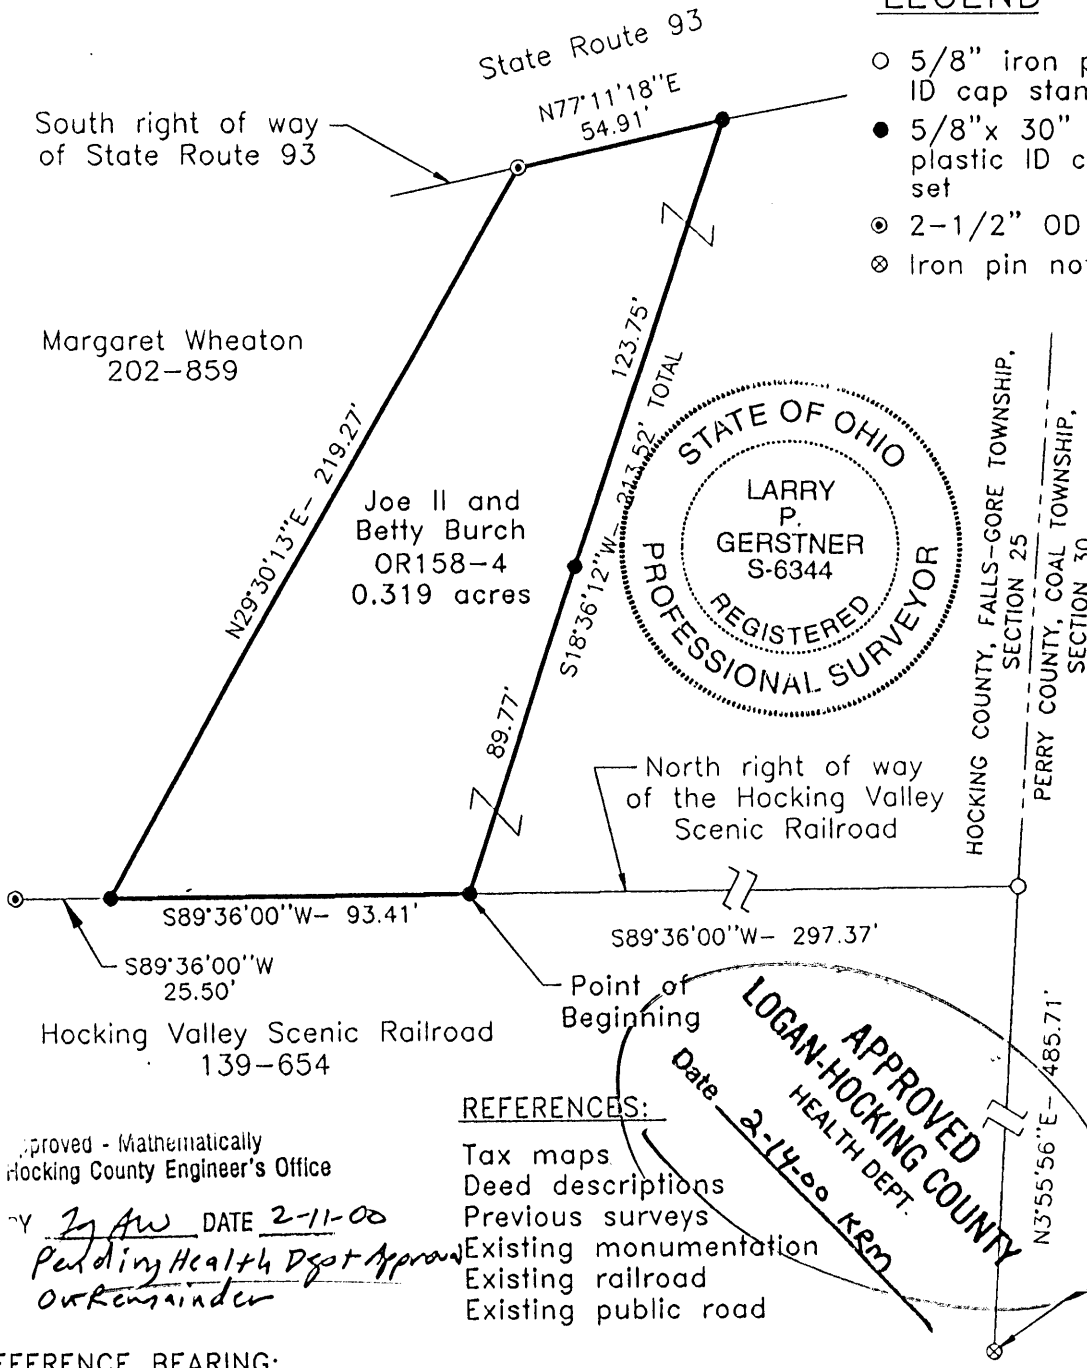 LEGEND
5/8" iron p
ID cap stan
5/8"x 30"
plastic ID c
set
2-1/2" OD
Iron pin not
State Route 93
N77°11'18"E
54.91'
South right of way
of State Route 93
Margaret Wheaton
202-859
N29°30'13"E- 219.27'
Joe II and
Betty Burch
OR158-4
0.319 acres
123.75'
S18°36'12"W- 213.52' TOTAL
89.77'
STATE OF OHIO
LARRY
P.
GERSTNER
S-6344
REGISTERED
PROFESSIONAL SURVEYOR
HOCKING COUNTY, FALLS-GORE TOWNSHIP,
SECTION 25
PERRY COUNTY, COAL TOWNSHIP,
SECTION 30
North right of way
of the Hocking Valley
Scenic Railroad
S89°36'00"W- 93.41'
S89°36'00"W- 297.37'
S89°36'00"W
25.50'
Point of
Beginning
Hocking Valley Scenic Railroad
139-654
N3°55'56"E- 485.71'
APPROVED
LOGAN-HOCKING COUNTY
HEALTH DEPT.
Date 2-14-00 KRM
proved - Mathematically
Hocking County Engineer's Office
BY DATE 2-11-00
Pending Health Dept Approval
On Remainder
REFERENCES:
Tax maps
Deed descriptions
Previous surveys
Existing monumentation
Existing railroad
Existing public road
EFERENCE BEARING: